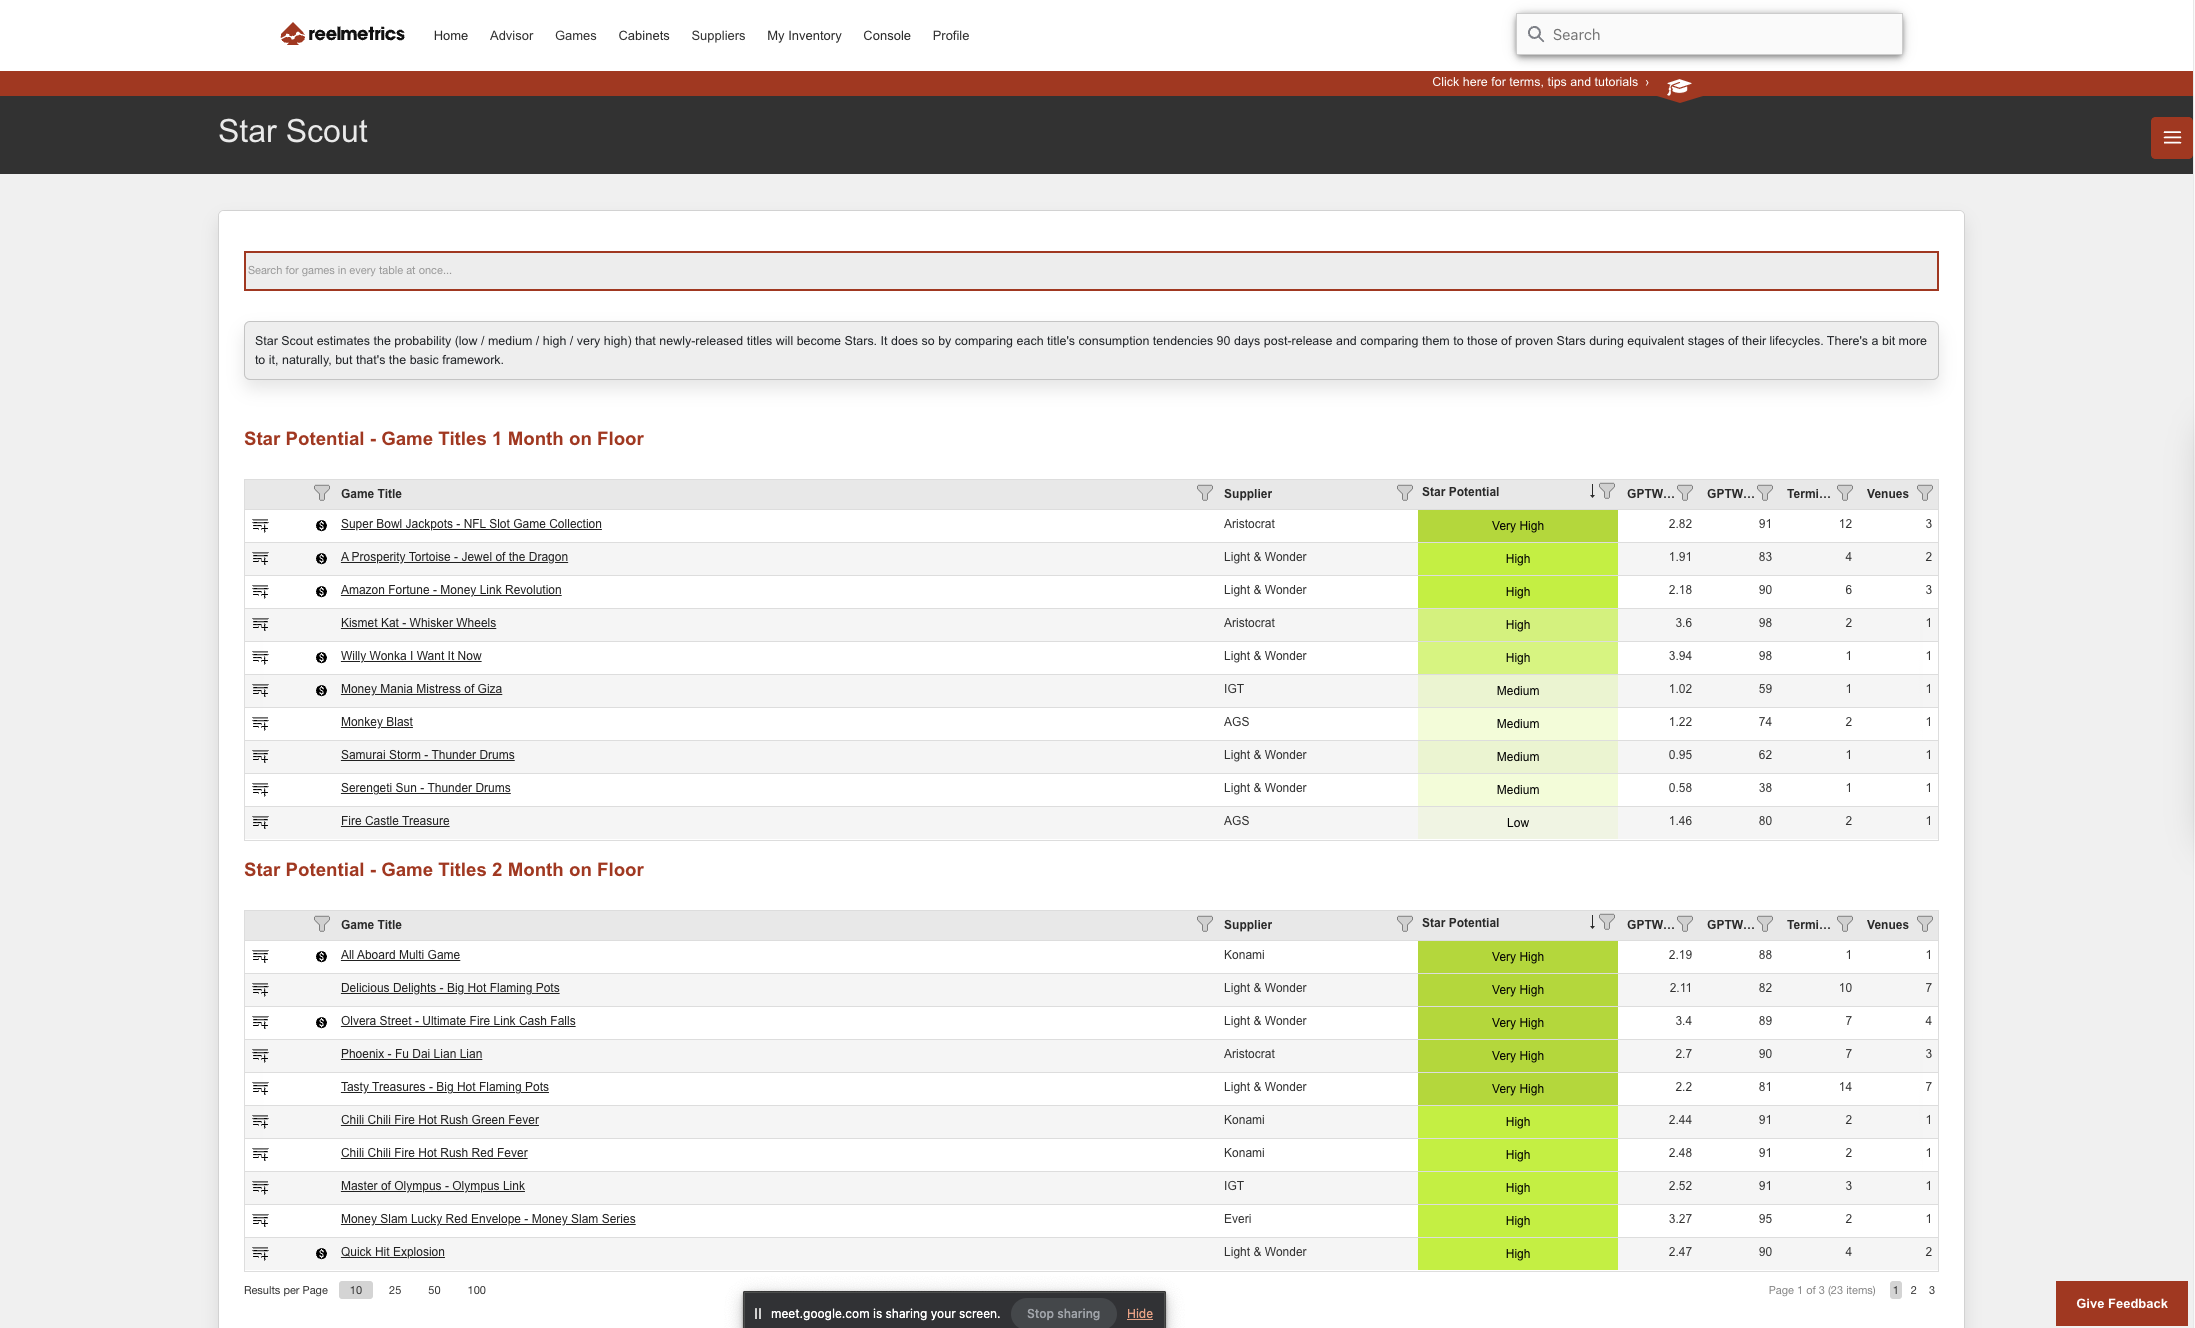 reelmetrics Home Advisor Games Cabinets Suppliers My Inventory Console Profile Search
Click here for terms, tips and tutorials ›
Star Scout
Search for games in every table at once...
Star Scout estimates the probability (low / medium / high / very high) that newly-released titles will become Stars. It does so by comparing each title's consumption tendencies 90 days post-release and comparing them to those of proven Stars during equivalent stages of their lifecycles. There's a bit more
to it, naturally, but that's the basic framework.
Star Potential - Game Titles 1 Month on Floor
Game Title Supplier Star Potential ↓ GPTW... GPTW... Termi... Venues
Super Bowl Jackpots - NFL Slot Game Collection Aristocrat Very High 2.82 91 12 3
A Prosperity Tortoise - Jewel of the Dragon Light & Wonder High 1.91 83 4 2
Amazon Fortune - Money Link Revolution Light & Wonder High 2.18 90 6 3
Kismet Kat - Whisker Wheels Aristocrat High 3.6 98 2 1
Willy Wonka I Want It Now Light & Wonder High 3.94 98 1 1
Money Mania Mistress of Giza IGT Medium 1.02 59 1 1
Monkey Blast AGS Medium 1.22 74 2 1
Samurai Storm - Thunder Drums Light & Wonder Medium 0.95 62 1 1
Serengeti Sun - Thunder Drums Light & Wonder Medium 0.58 38 1 1
Fire Castle Treasure AGS Low 1.46 80 2 1
Star Potential - Game Titles 2 Month on Floor
Game Title Supplier Star Potential ↓ GPTW... GPTW... Termi... Venues
All Aboard Multi Game Konami Very High 2.19 88 1 1
Delicious Delights - Big Hot Flaming Pots Light & Wonder Very High 2.11 82 10 7
Olvera Street - Ultimate Fire Link Cash Falls Light & Wonder Very High 3.4 89 7 4
Phoenix - Fu Dai Lian Lian Aristocrat Very High 2.7 90 7 3
Tasty Treasures - Big Hot Flaming Pots Light & Wonder Very High 2.2 81 14 7
Chili Chili Fire Hot Rush Green Fever Konami High 2.44 91 2 1
Chili Chili Fire Hot Rush Red Fever Konami High 2.48 91 2 1
Master of Olympus - Olympus Link IGT High 2.52 91 3 1
Money Slam Lucky Red Envelope - Money Slam Series Everi High 3.27 95 2 1
Quick Hit Explosion Light & Wonder High 2.47 90 4 2
Results per Page 10 25 50 100 Page 1 of 3 (23 items) 1 2 3
Give Feedback
meet.google.com is sharing your screen. Stop sharing Hide